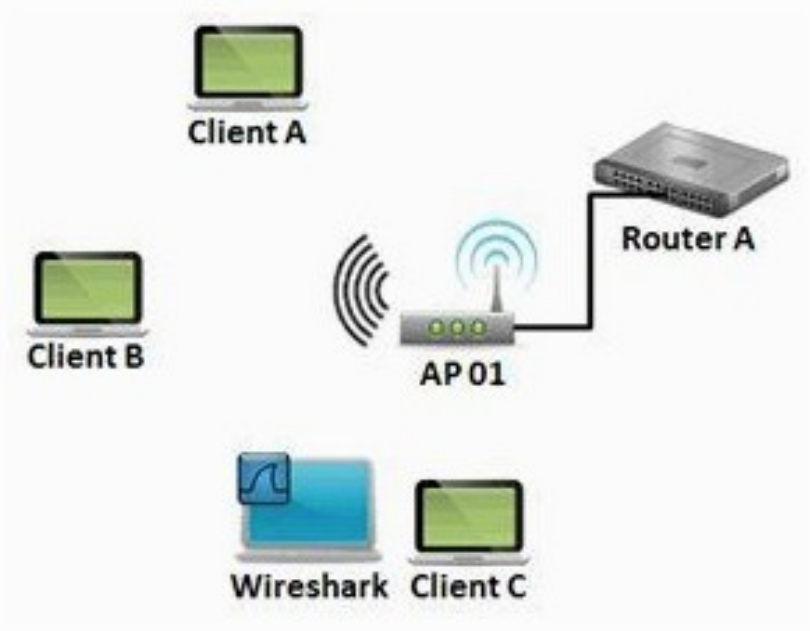 Client A
Router A
Client B
AP 01
Wireshark
Client C